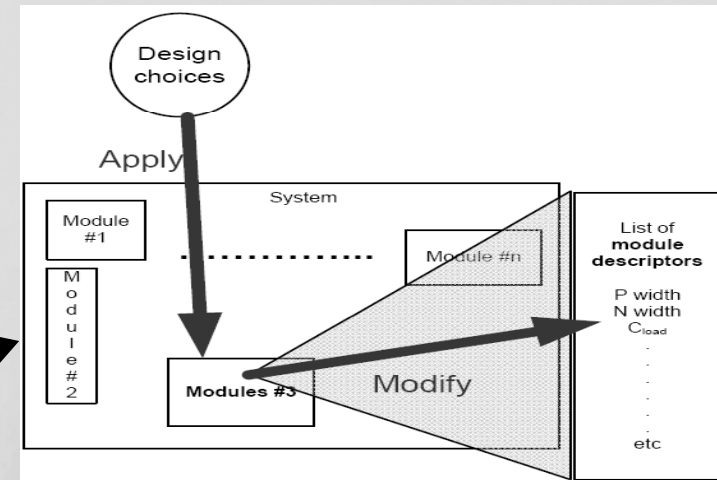 Design
choices
Apply
System
Module
#1
Module #n
M
o
d
u
l
e
#
2
Modules #3
Modify
List of
module
descriptors
P width
N width
Cload
.
.
.
.
.
.
etc